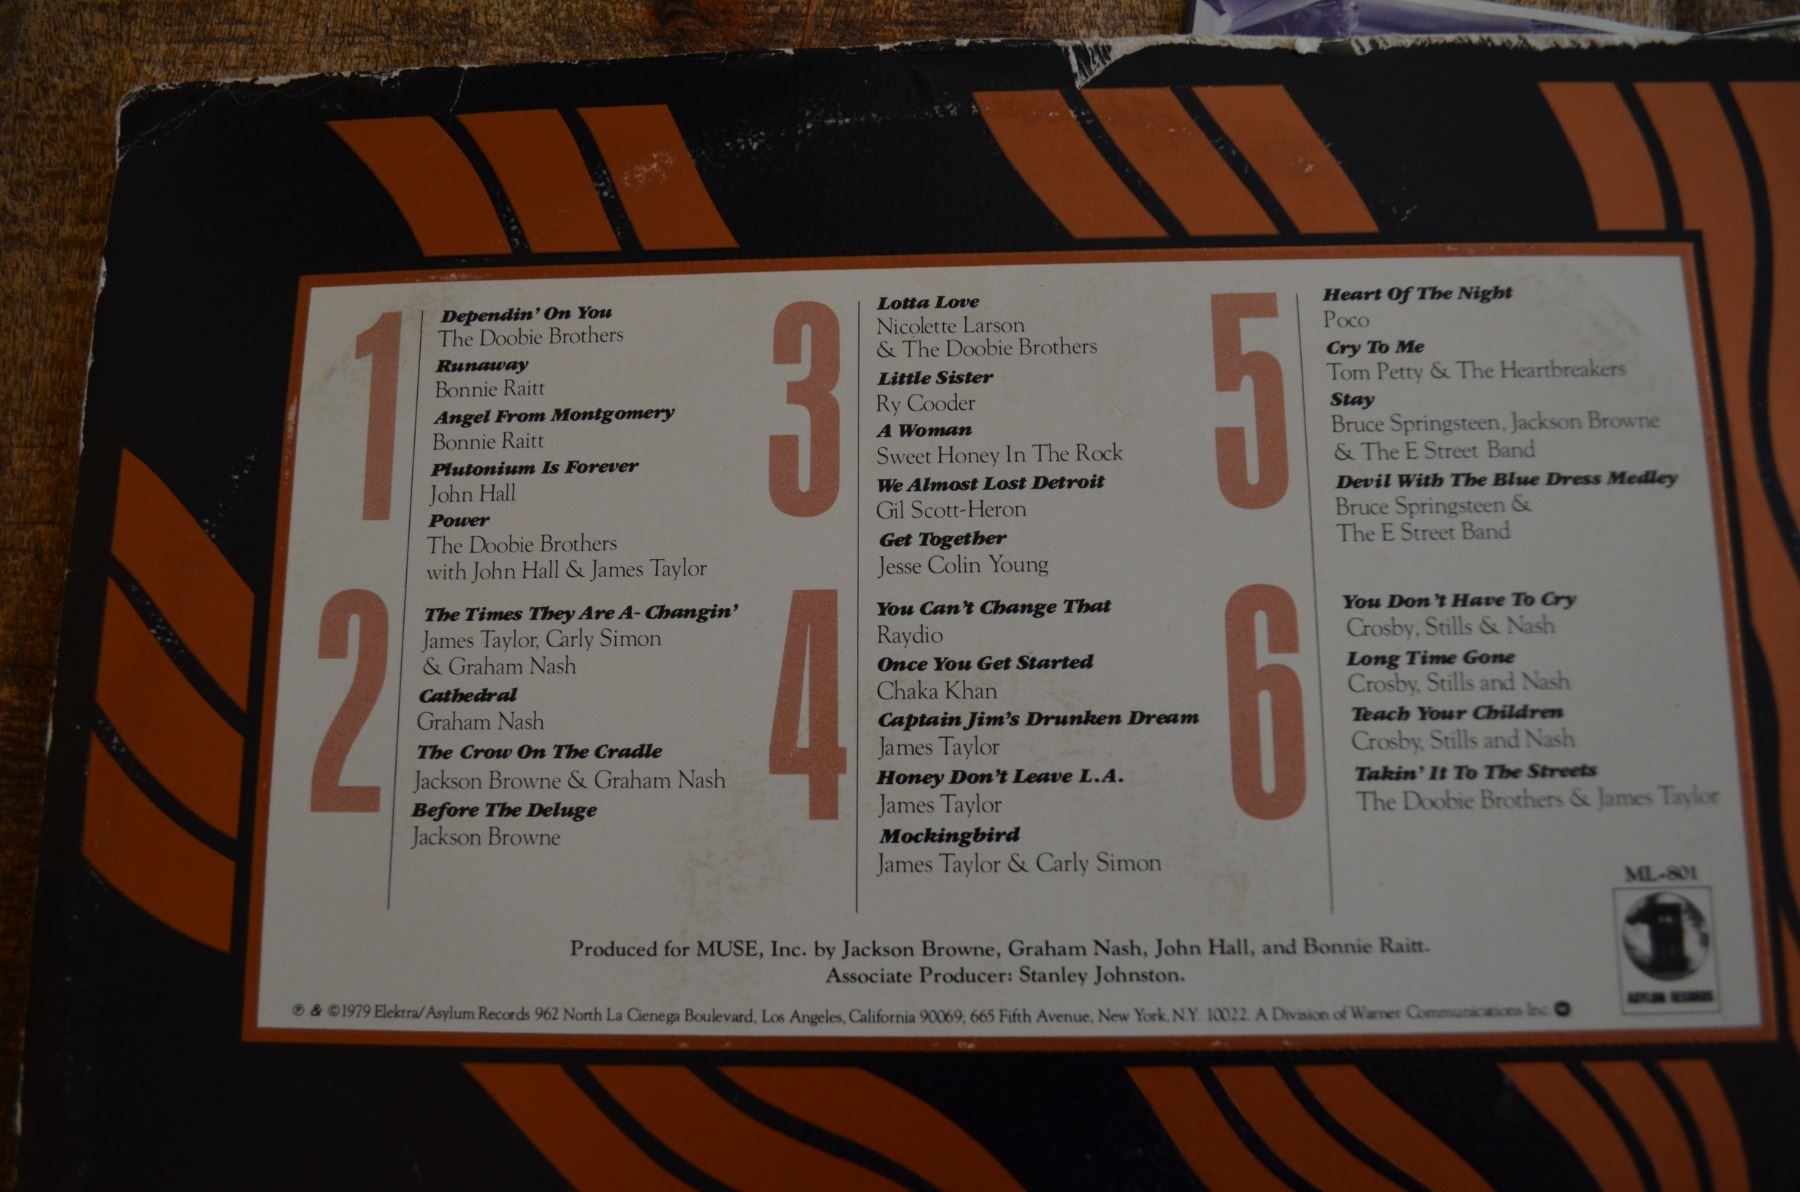 1
Dependin' On You
The Doobie Brothers
Runaway
Bonnie Raitt
Angel From Montgomery
Bonnie Raitt
Plutonium Is Forever
John Hall
Power
The Doobie Brothers
with John Hall & James Taylor
2
The Times They Are A- Changin'
James Taylor, Carly Simon
& Graham Nash
Cathedral
Graham Nash
The Crow On The Cradle
Jackson Browne & Graham Nash
Before The Deluge
Jackson Browne
3
Lotta Love
Nicolette Larson
& The Doobie Brothers
Little Sister
Ry Cooder
A Woman
Sweet Honey In The Rock
We Almost Lost Detroit
Gil Scott-Heron
Get Together
Jesse Colin Young
4
You Can't Change That
Raydio
Once You Get Started
Chaka Khan
Captain Jim's Drunken Dream
James Taylor
Honey Don't Leave L.A.
James Taylor
Mockingbird
James Taylor & Carly Simon
5
Heart Of The Night
Poco
Cry To Me
Tom Petty & The Heartbreakers
Stay
Bruce Springsteen, Jackson Browne
& The E Street Band
Devil With The Blue Dress Medley
Bruce Springsteen &
The E Street Band
6
You Don't Have To Cry
Crosby, Stills & Nash
Long Time Gone
Crosby, Stills and Nash
Teach Your Children
Crosby, Stills and Nash
Takin' It To The Streets
The Doobie Brothers & James Taylor
ML-801
ASYLUM RECORDS
Produced for MUSE, Inc. by Jackson Browne, Graham Nash, John Hall, and Bonnie Raitt.
Associate Producer: Stanley Johnston.
℗ & ©1979 Elektra/Asylum Records 962 North La Cienega Boulevard, Los Angeles, California 90069; 665 Fifth Avenue, New York, N.Y. 10022. A Division of Warner Communications Inc.